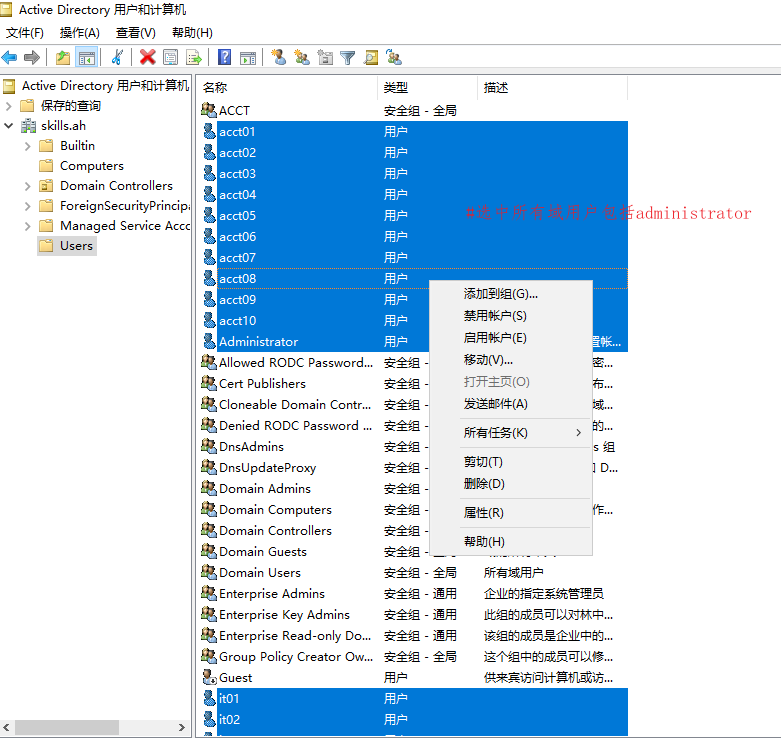 Active Directory 用户和计算机
文件(F) 操作(A) 查看(V) 帮助(H)
Active Directory 用户和计算机
保存的查询
skills.ah
Builtin
Computers
Domain Controllers
ForeignSecurityPrincipa
Managed Service Acco
Users
名称 类型 描述
ACCT 安全组 - 全局
acct01 用户
acct02 用户
acct03 用户
acct04 用户
acct05 用户
administrator
acct06 用户
acct07 用户
acct08 用户
acct09 用户
acct10 用户
Administrator 用户 置帐...
Allowed RODC Password... 安全组 - 密...
Cert Publishers 安全组 - 布...
Cloneable Domain Contr... 安全组 - 域...
Denied RODC Password ... 安全组 - 的...
DnsAdmins 安全组 - s 组
DnsUpdateProxy 安全组 - D...
Domain Admins 安全组 -
Domain Computers 安全组 - 作...
Domain Controllers 安全组 -
Domain Guests 安全组 -
Domain Users 安全组 - 全局 所有域用户
Enterprise Admins 安全组 - 通用 企业的指定系统管理员
Enterprise Key Admins 安全组 - 通用 此组的成员可以对林中...
Enterprise Read-only Do... 安全组 - 通用 该组的成员是企业中的...
Group Policy Creator Ow... 安全组 - 全局 这个组中的成员可以修...
Guest 用户 供来宾访问计算机或访...
it01 用户
it02 用户
添加到组(G)...
禁用帐户(S)
启用帐户(E)
移动(V)...
打开主页(O)
发送邮件(A)
所有任务(K)
剪切(T)
删除(D)
属性(R)
帮助(H)